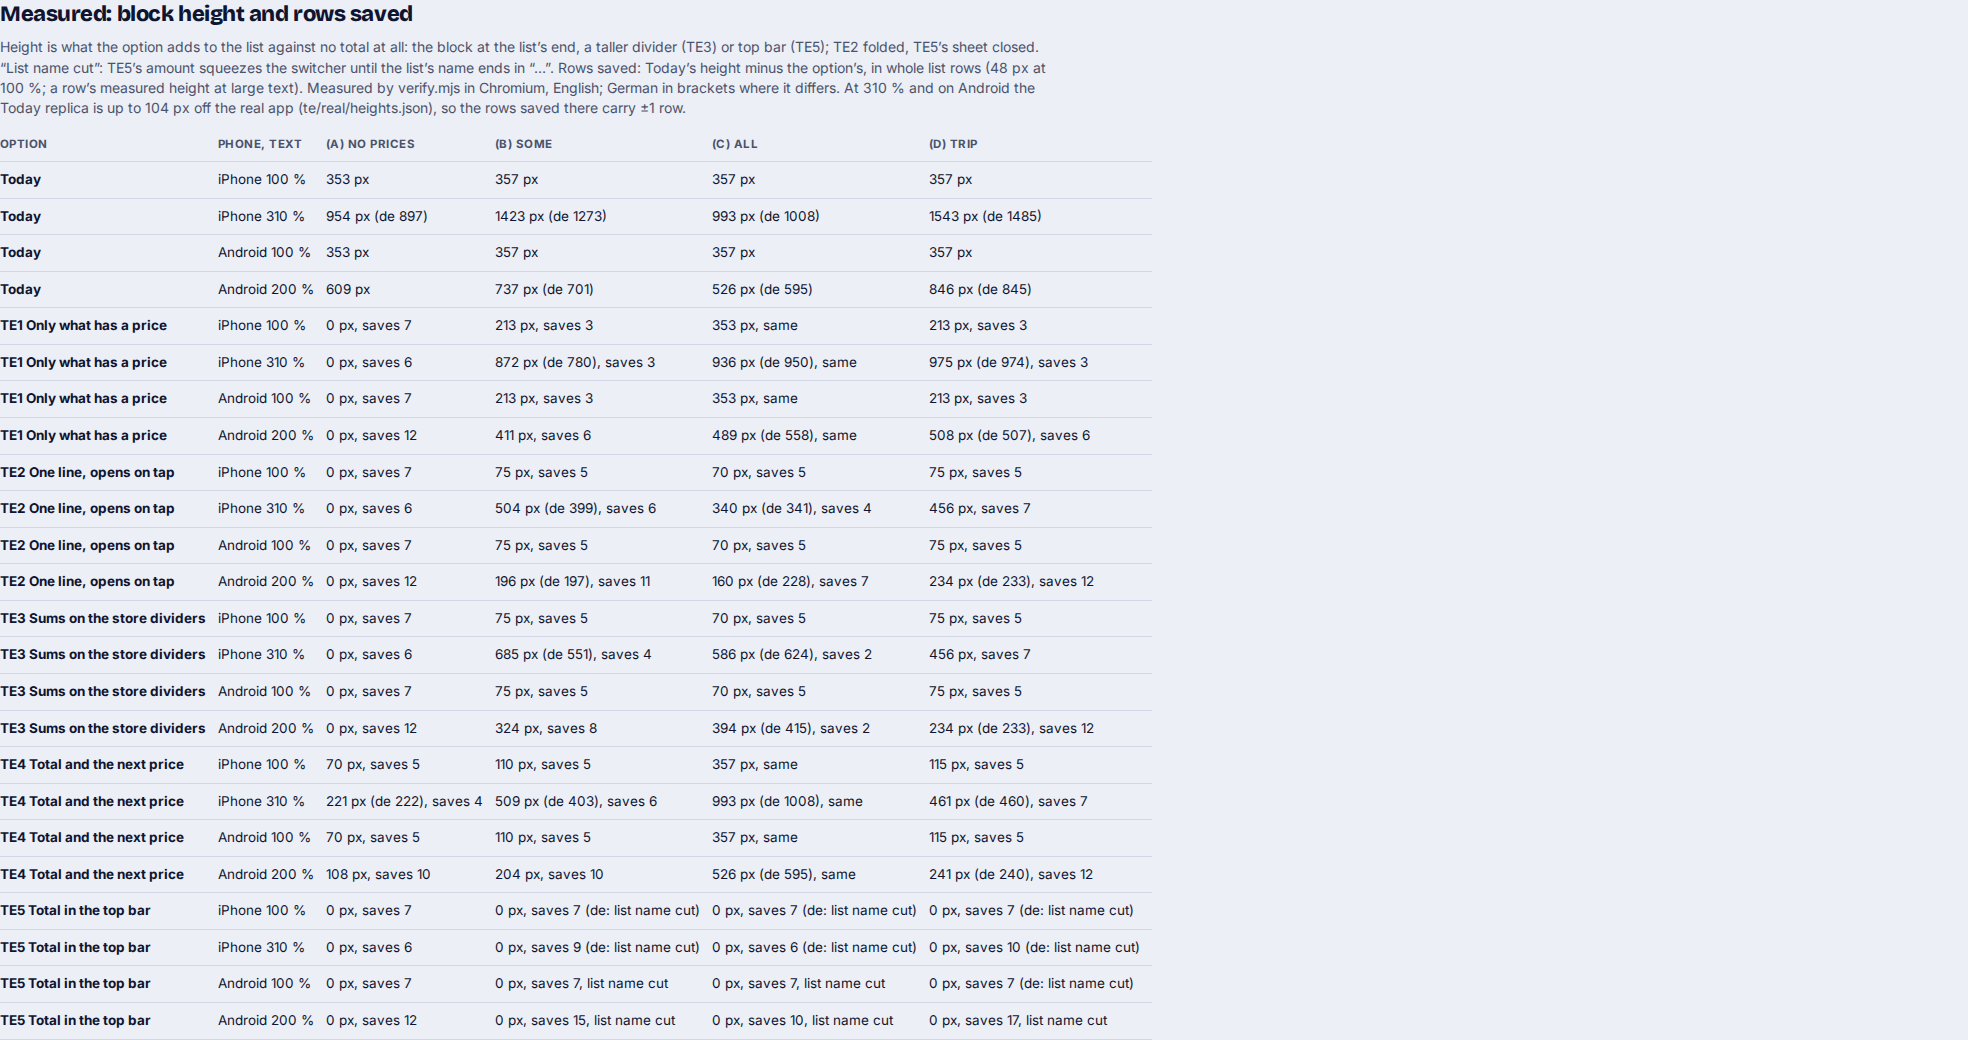 Measured: block height and rows saved
Height is what the option adds to the list against no total at all: the block at the list’s end, a taller divider (TE3) or top bar (TE5); TE2 folded, TE5’s sheet closed.
“List name cut”: TE5’s amount squeezes the switcher until the list’s name ends in “…”. Rows saved: Today’s height minus the option’s, in whole list rows (48 px at
100 %; a row’s measured height at large text). Measured by verify.mjs in Chromium, English; German in brackets where it differs. At 310 % and on Android the
Today replica is up to 104 px off the real app (te/real/heights.json), so the rows saved there carry ±1 row.
OPTION PHONE, TEXT (A) NO PRICES (B) SOME (C) ALL (D) TRIP
Today iPhone 100 % 353 px 357 px 357 px 357 px
Today iPhone 310 % 954 px (de 897) 1423 px (de 1273) 993 px (de 1008) 1543 px (de 1485)
Today Android 100 % 353 px 357 px 357 px 357 px
Today Android 200 % 609 px 737 px (de 701) 526 px (de 595) 846 px (de 845)
TE1 Only what has a price iPhone 100 % 0 px, saves 7 213 px, saves 3 353 px, same 213 px, saves 3
TE1 Only what has a price iPhone 310 % 0 px, saves 6 872 px (de 780), saves 3 936 px (de 950), same 975 px (de 974), saves 3
TE1 Only what has a price Android 100 % 0 px, saves 7 213 px, saves 3 353 px, same 213 px, saves 3
TE1 Only what has a price Android 200 % 0 px, saves 12 411 px, saves 6 489 px (de 558), same 508 px (de 507), saves 6
TE2 One line, opens on tap iPhone 100 % 0 px, saves 7 75 px, saves 5 70 px, saves 5 75 px, saves 5
TE2 One line, opens on tap iPhone 310 % 0 px, saves 6 504 px (de 399), saves 6 340 px (de 341), saves 4 456 px, saves 7
TE2 One line, opens on tap Android 100 % 0 px, saves 7 75 px, saves 5 70 px, saves 5 75 px, saves 5
TE2 One line, opens on tap Android 200 % 0 px, saves 12 196 px (de 197), saves 11 160 px (de 228), saves 7 234 px (de 233), saves 12
TE3 Sums on the store dividers iPhone 100 % 0 px, saves 7 75 px, saves 5 70 px, saves 5 75 px, saves 5
TE3 Sums on the store dividers iPhone 310 % 0 px, saves 6 685 px (de 551), saves 4 586 px (de 624), saves 2 456 px, saves 7
TE3 Sums on the store dividers Android 100 % 0 px, saves 7 75 px, saves 5 70 px, saves 5 75 px, saves 5
TE3 Sums on the store dividers Android 200 % 0 px, saves 12 324 px, saves 8 394 px (de 415), saves 2 234 px (de 233), saves 12
TE4 Total and the next price iPhone 100 % 70 px, saves 5 110 px, saves 5 357 px, same 115 px, saves 5
TE4 Total and the next price iPhone 310 % 221 px (de 222), saves 4 509 px (de 403), saves 6 993 px (de 1008), same 461 px (de 460), saves 7
TE4 Total and the next price Android 100 % 70 px, saves 5 110 px, saves 5 357 px, same 115 px, saves 5
TE4 Total and the next price Android 200 % 108 px, saves 10 204 px, saves 10 526 px (de 595), same 241 px (de 240), saves 12
TE5 Total in the top bar iPhone 100 % 0 px, saves 7 0 px, saves 7 (de: list name cut) 0 px, saves 7 (de: list name cut) 0 px, saves 7 (de: list name cut)
TE5 Total in the top bar iPhone 310 % 0 px, saves 6 0 px, saves 9 (de: list name cut) 0 px, saves 6 (de: list name cut) 0 px, saves 10 (de: list name cut)
TE5 Total in the top bar Android 100 % 0 px, saves 7 0 px, saves 7, list name cut 0 px, saves 7, list name cut 0 px, saves 7 (de: list name cut)
TE5 Total in the top bar Android 200 % 0 px, saves 12 0 px, saves 15, list name cut 0 px, saves 10, list name cut 0 px, saves 17, list name cut